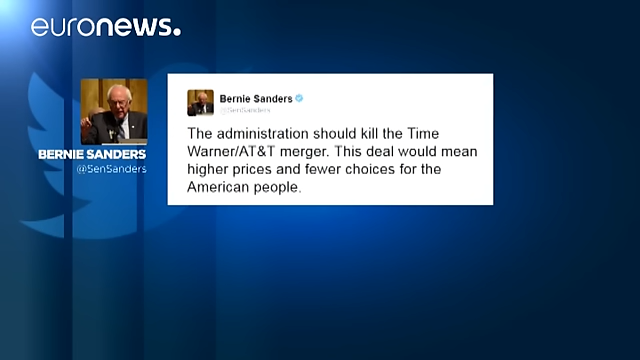 euronews.
Bernie Sanders
@SenSanders
The administration should kill the Time
Warner/AT&T merger. This deal would mean
higher prices and fewer choices for the
American people.
BERNIE SANDERS
@SenSanders